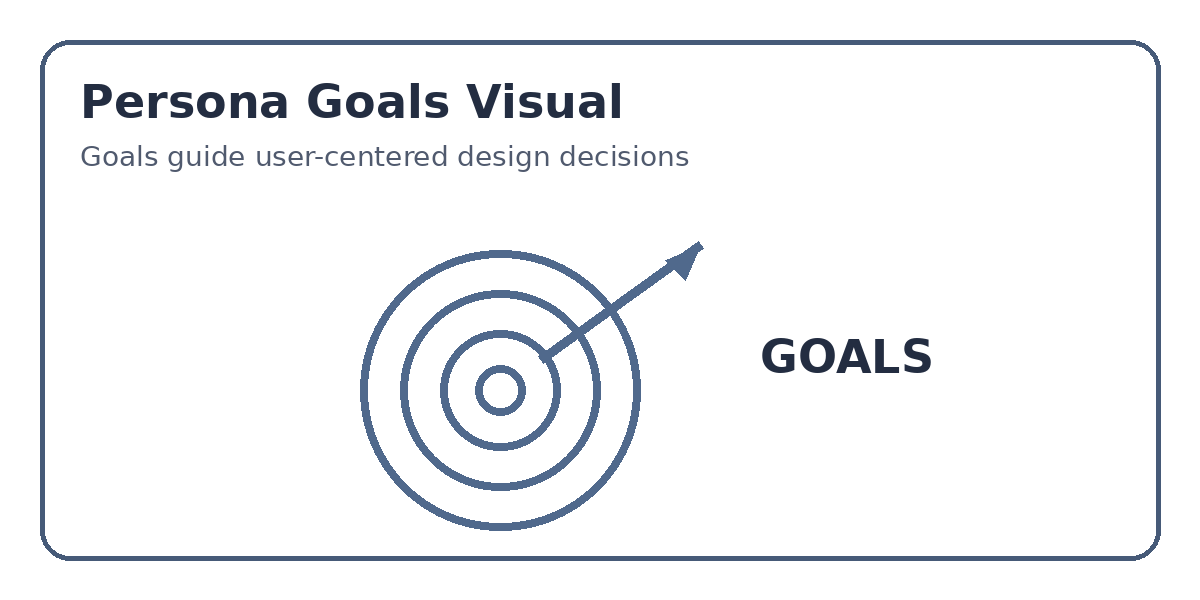 Persona Goals Visual
Goals guide user-centered design decisions
GOALS